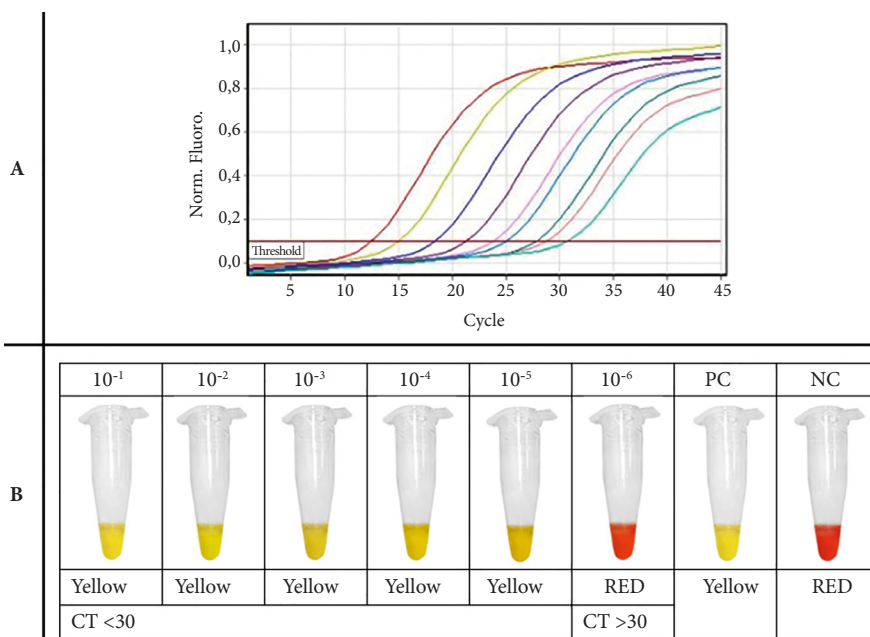 A
Norm. Fluoro.
1,0
0,8
0,6
0,4
0,2
0,0
Threshold
5 10 15 20 25 30 35 40 45
Cycle
B
10-1 10-2 10-3 10-4 10-5 10-6 PC NC
Yellow Yellow Yellow Yellow Yellow RED Yellow RED
CT <30 CT >30